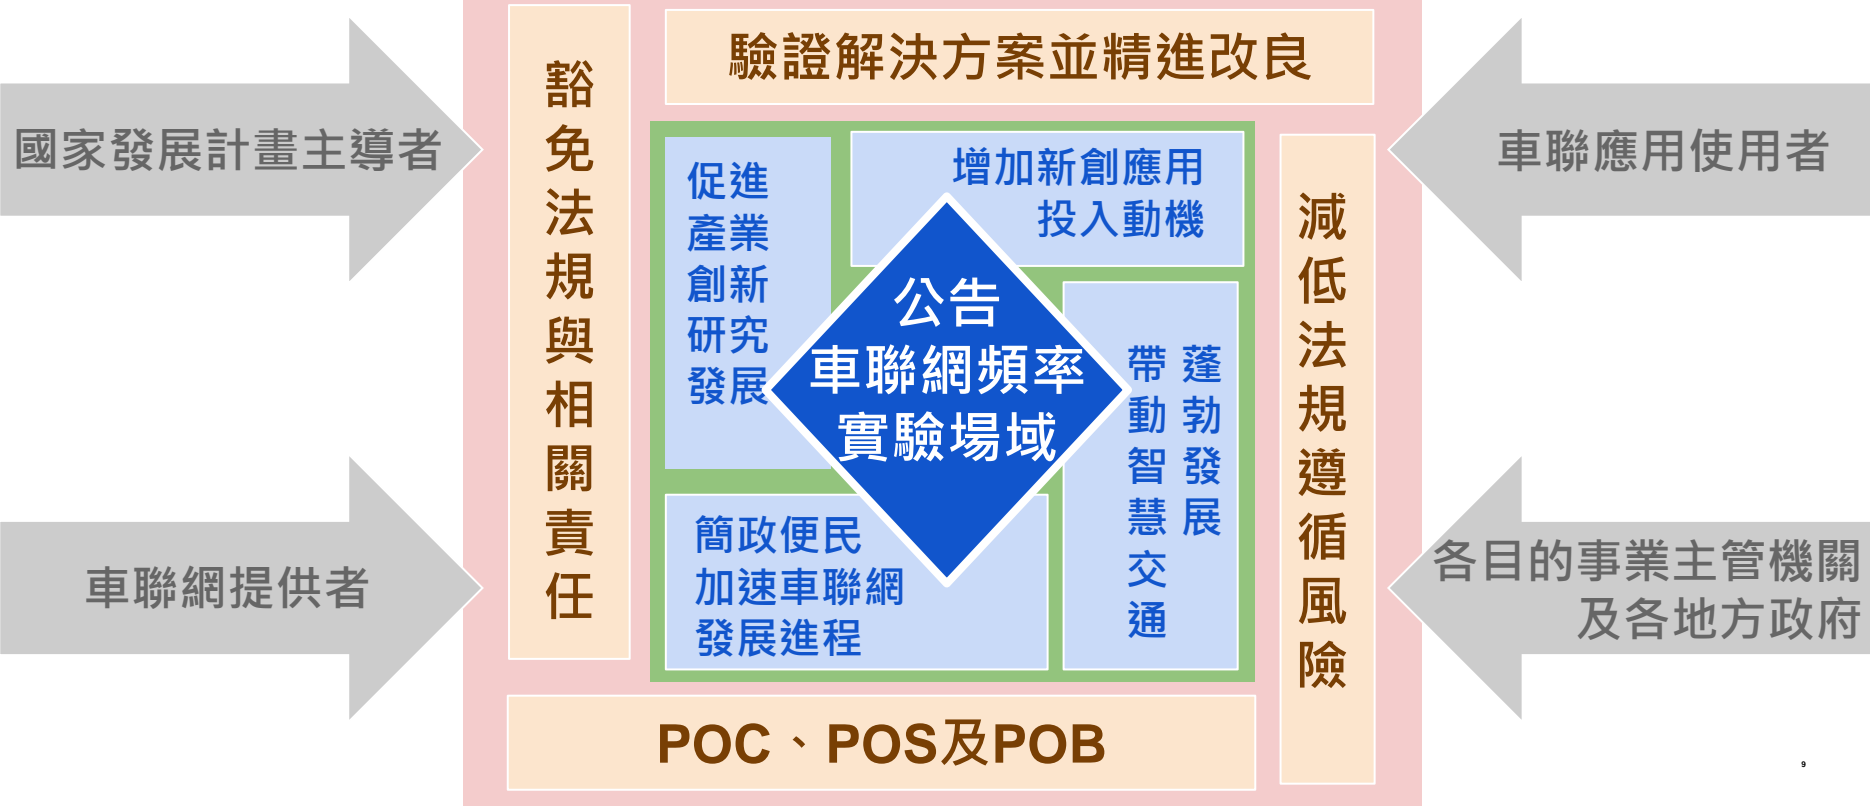 國家發展計畫主導者
車聯網提供者
豁免法規與相關責任
驗證解決方案並精進改良
促進
產業
創新
研究
發展
增加新創應用
投入動機
公告
車聯網頻率
實驗場域
帶動智慧交通
蓬勃發展
簡政便民
加速車聯網
發展進程
減低法規遵循風險
POC、POS及POB
車聯應用使用者
各目的事業主管機關
及各地方政府
9